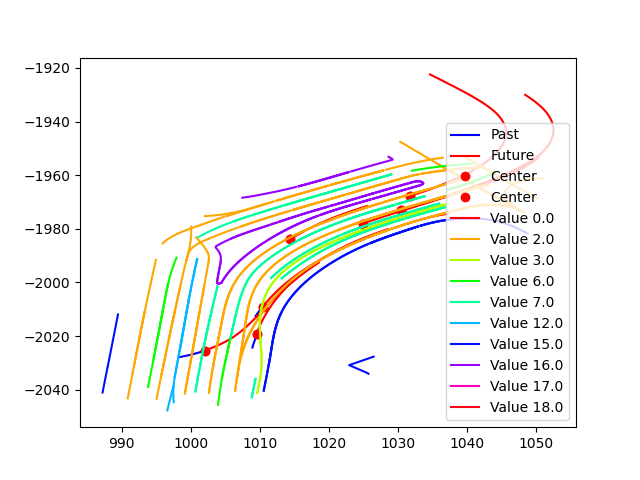 −1920
−1940
−1960
−1980
−2000
−2020
−2040
990
1000
1010
1020
1030
1040
1050
Past
Future
Center
Center
Value 0.0
Value 2.0
Value 3.0
Value 6.0
Value 7.0
Value 12.0
Value 15.0
Value 16.0
Value 17.0
Value 18.0